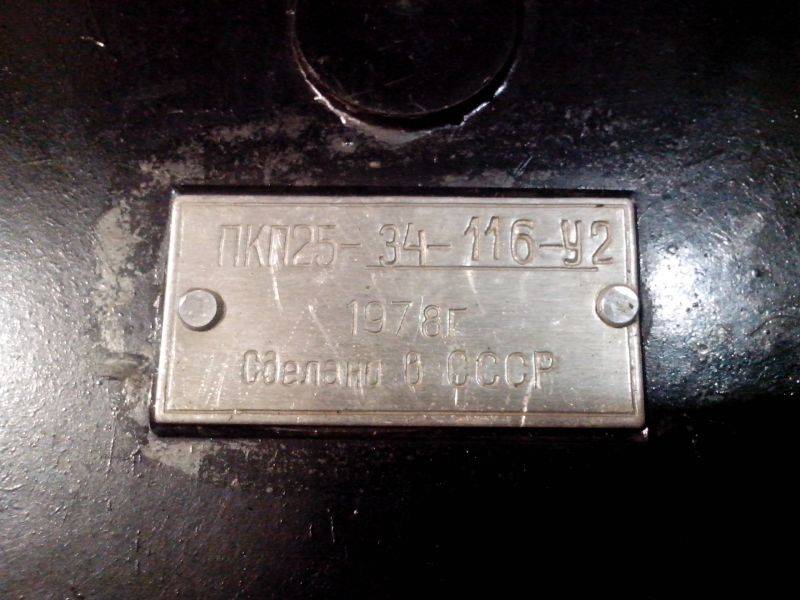 ПКП25-34-116-У2
1978г.
Сделано в СССР